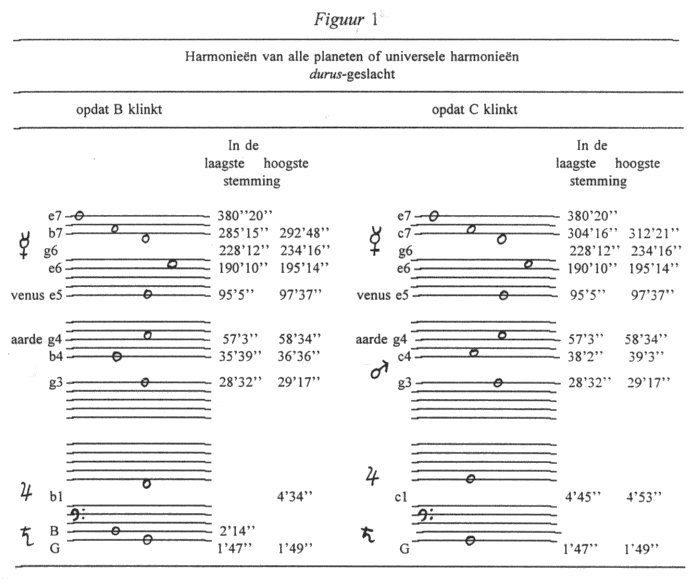 Figuur 1
Harmonieën van alle planeten of universele harmonieën
durus-geslacht
opdat B klinkt
In de
laagste hoogste
stemming
e7 380’’20’’
☿ b7 285’15’’ 292’48’’
g6 228’12’’ 234’16’’
e6 190’10’’ 195’14’’
venus e5 95’5’’ 97’37’’
aarde g4 57’3’’ 58’34’’
b4 35’39’’ 36’36’’
g3 28’32’’ 29’17’’
♃ b1 4’34’’
♄ B 2’14’’
G 1’47’’ 1’49’’
opdat C klinkt
In de
laagste hoogste
stemming
e7 380’20’’
☿ c7 304’16’’ 312’21’’
g6 228’12’’ 234’16’’
e6 190’10’’ 195’14’’
venus e5 95’5’’ 97’37’’
aarde g4 57’3’’ 58’34’’
♂ c4 38’2’’ 39’3’’
g3 28’32’’ 29’17’’
♃ c1 4’45’’ 4’53’’
♄ G 1’47’’ 1’49’’